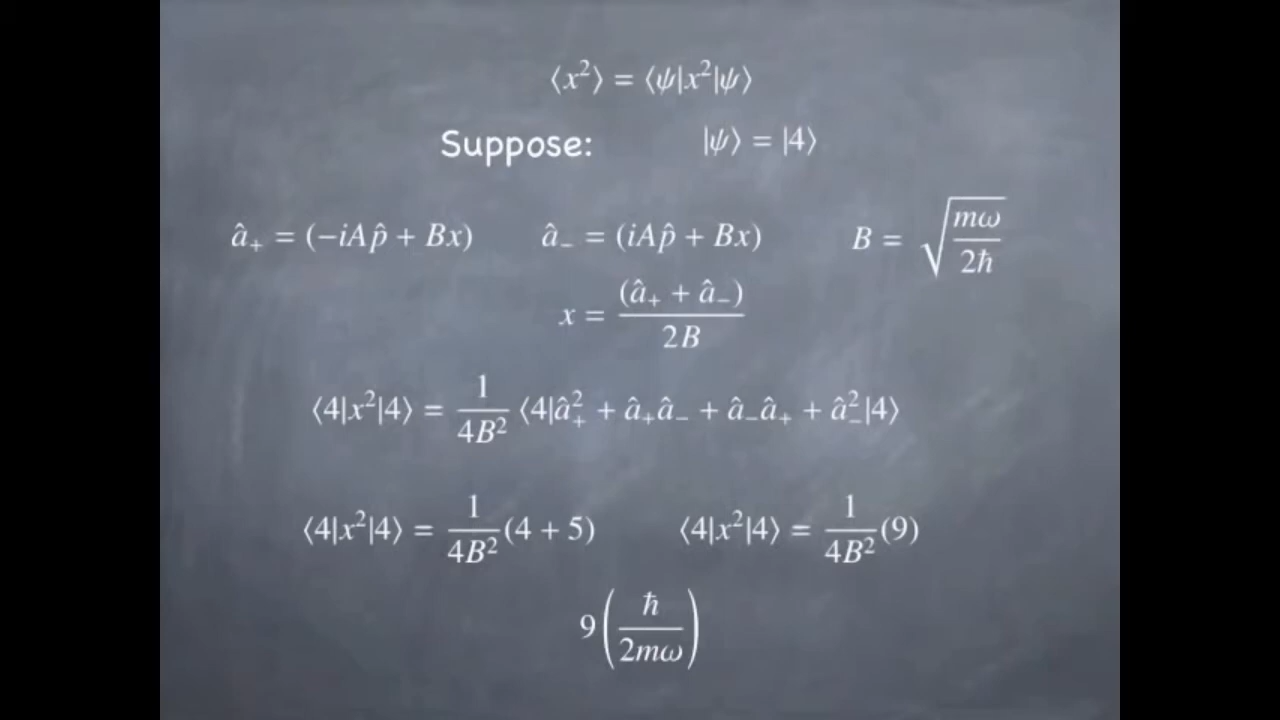 ⟨x²⟩ = ⟨ψ|x²|ψ⟩
Suppose: |ψ⟩ = |4⟩
â₊ = (−iAp̂ + Bx) â₋ = (iAp̂ + Bx) B = √(mω/2ħ)
x = (â₊ + â₋)/2B
⟨4|x²|4⟩ = 1/4B² ⟨4|â₊² + â₊â₋ + â₋â₊ + â₋²|4⟩
⟨4|x²|4⟩ = 1/4B² (4 + 5) ⟨4|x²|4⟩ = 1/4B² (9)
9(ħ/2mω)